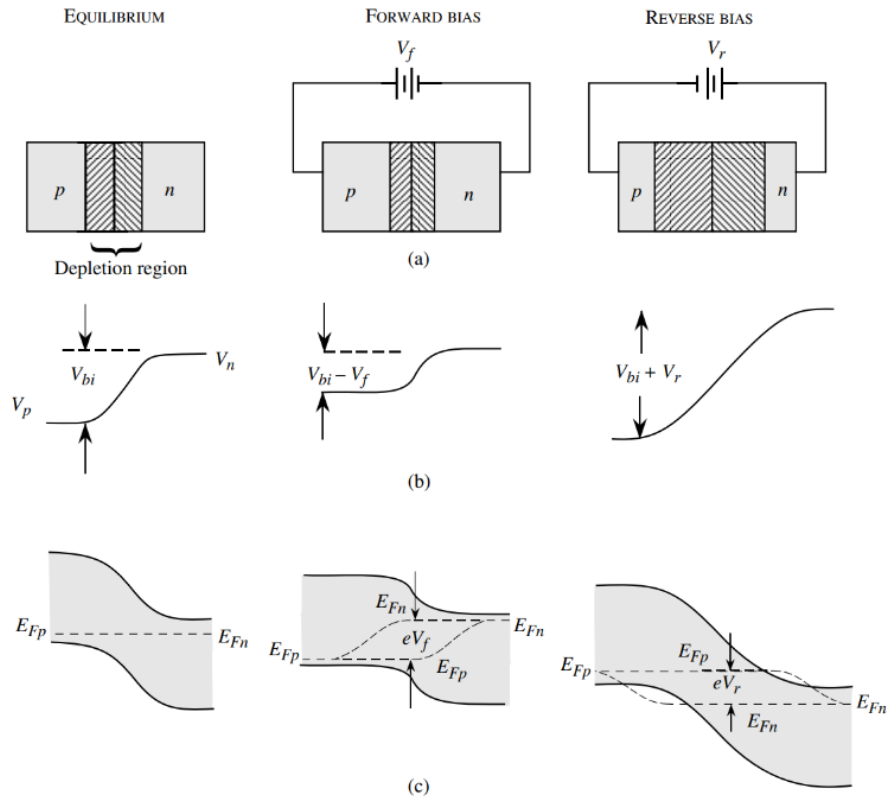 EQUILIBRIUM
FORWARD BIAS
REVERSE BIAS
V_f
V_r
p
n
p
n
p
n
Depletion region
(a)
V_bi
V_n
V_p
V_bi − V_f
V_bi + V_r
(b)
E_Fp
E_Fn
E_Fn
E_Fn
eV_f
E_Fp
E_Fp
E_Fp
E_Fp
eV_r
E_Fn
E_Fn
(c)